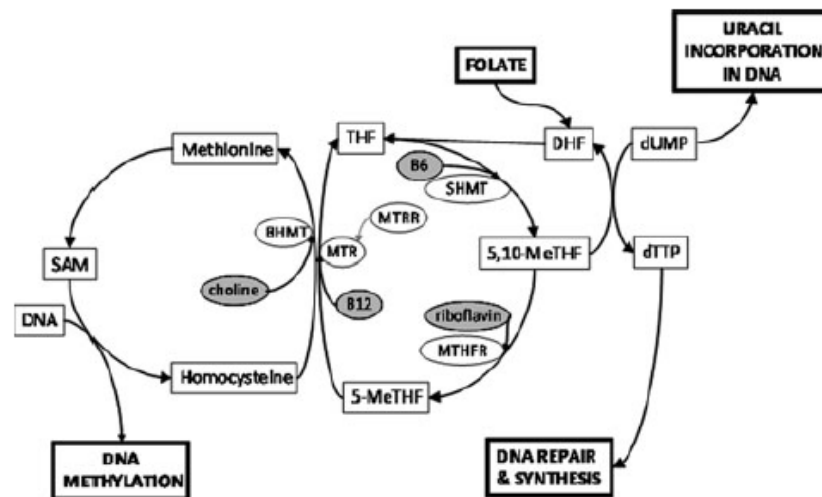 URACIL
INCORPORATION
IN DNA
FOLATE
THF
DHF
dUMP
Methionine
B6
SHMT
MTRR
BHMT
MTR
SAM
5,10-MeTHF
dTTP
choline
B12
riboflavin
DNA
MTHFR
Homocysteine
5-MeTHF
DNA
METHYLATION
DNA REPAIR
& SYNTHESIS